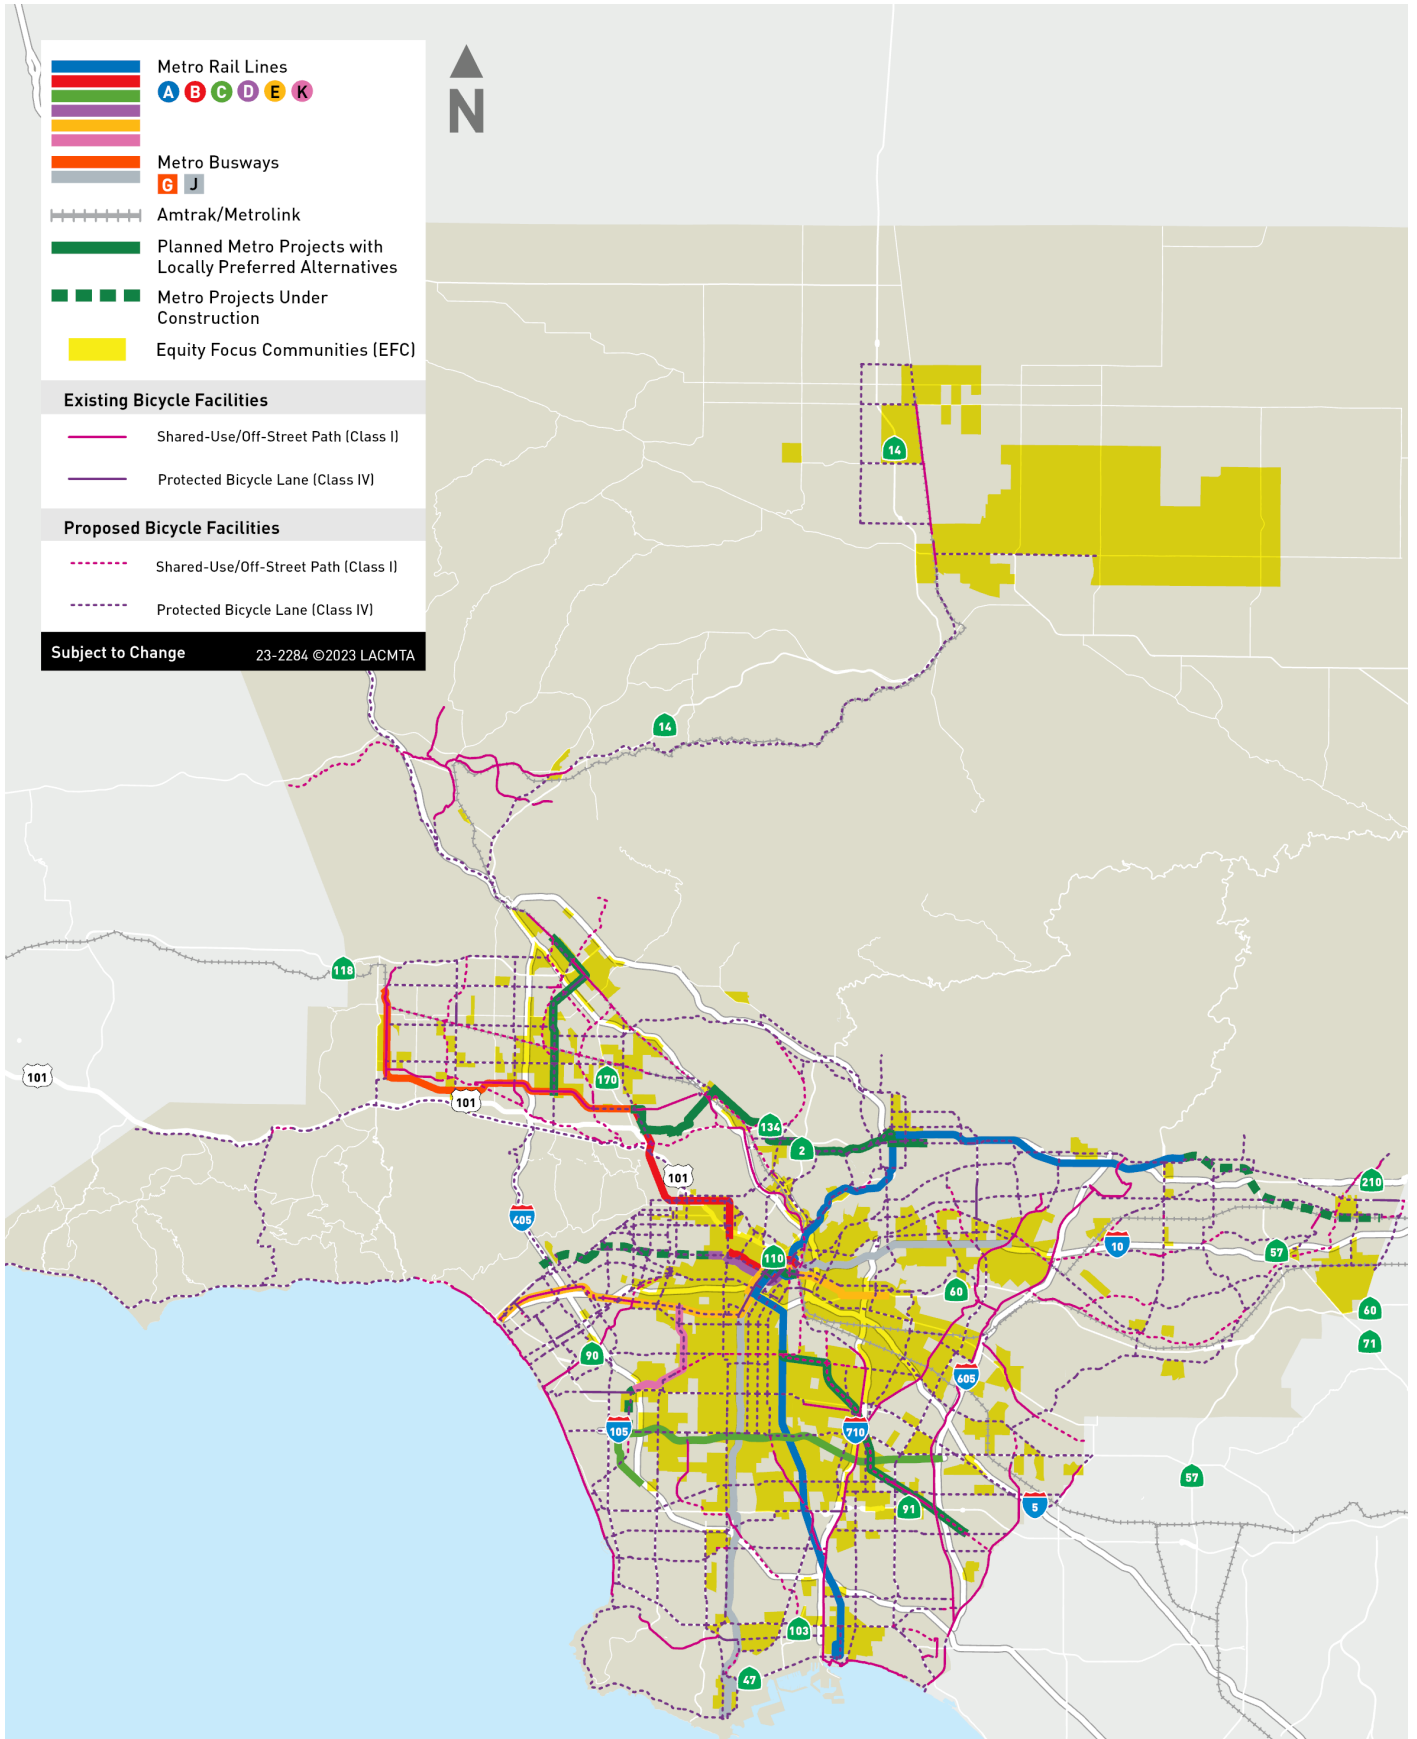 Metro Rail Lines
A B C D E K
Metro Busways
G J
Amtrak/Metrolink
Planned Metro Projects with
Locally Preferred Alternatives
Metro Projects Under
Construction
Equity Focus Communities (EFC)
Existing Bicycle Facilities
Shared-Use/Off-Street Path (Class I)
Protected Bicycle Lane (Class IV)
Proposed Bicycle Facilities
Shared-Use/Off-Street Path (Class I)
Protected Bicycle Lane (Class IV)
Subject to Change 23-2284 ©2023 LACMTA
N
14
14
118
101
101
170
134
2
101
210
405
110
10
57
60
60
90
71
605
105
710
57
91
5
103
47